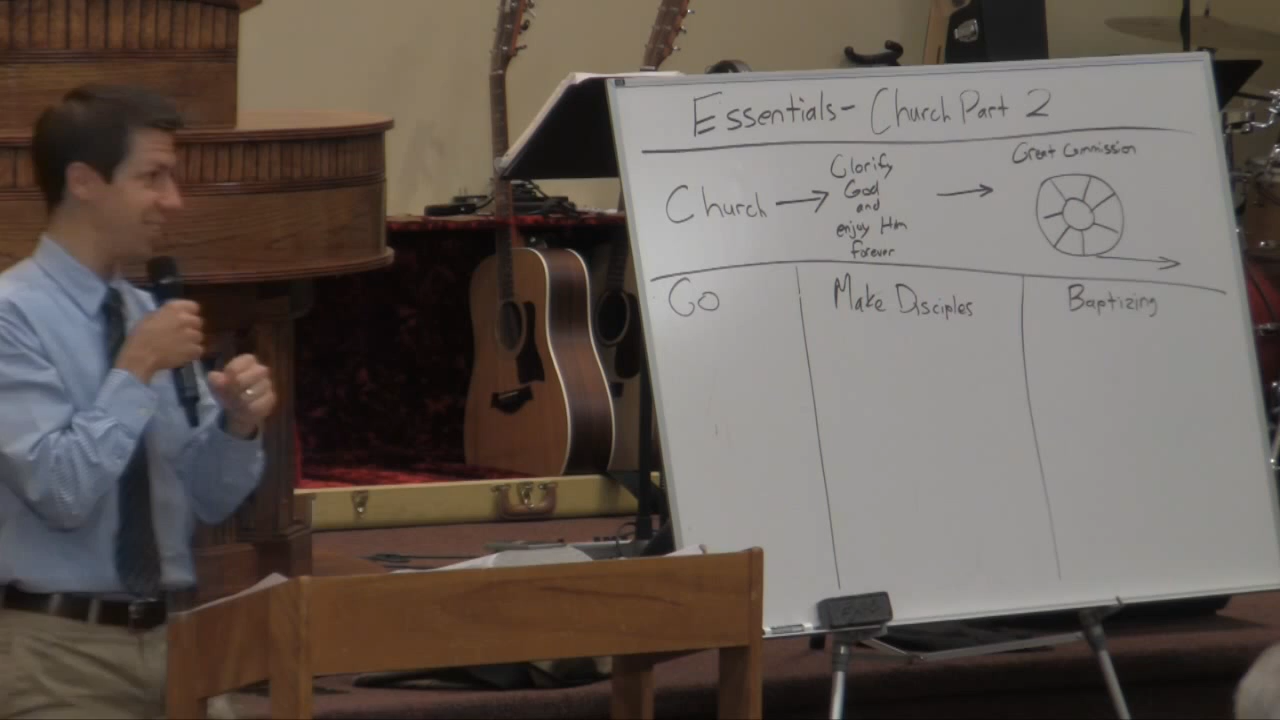 Essentials- Church Part 2
Church → Glorify
God
and
enjoy Him
forever
→ Great Commission
Go
Make Disciples
Baptizing